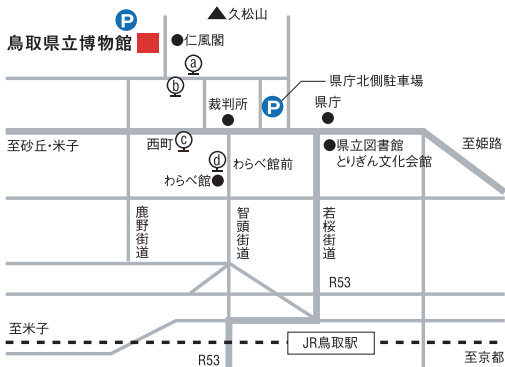 久松山
P
鳥取県立博物館
仁風閣
a
b
県庁北側駐車場
裁判所
P
県庁
至砂丘・米子
西町
c
県立図書館
とりぎん文化会館
至姫路
d
わらべ館前
わらべ館
鹿野街道
智頭街道
若桜街道
R53
至米子
JR鳥取駅
R53
至京都